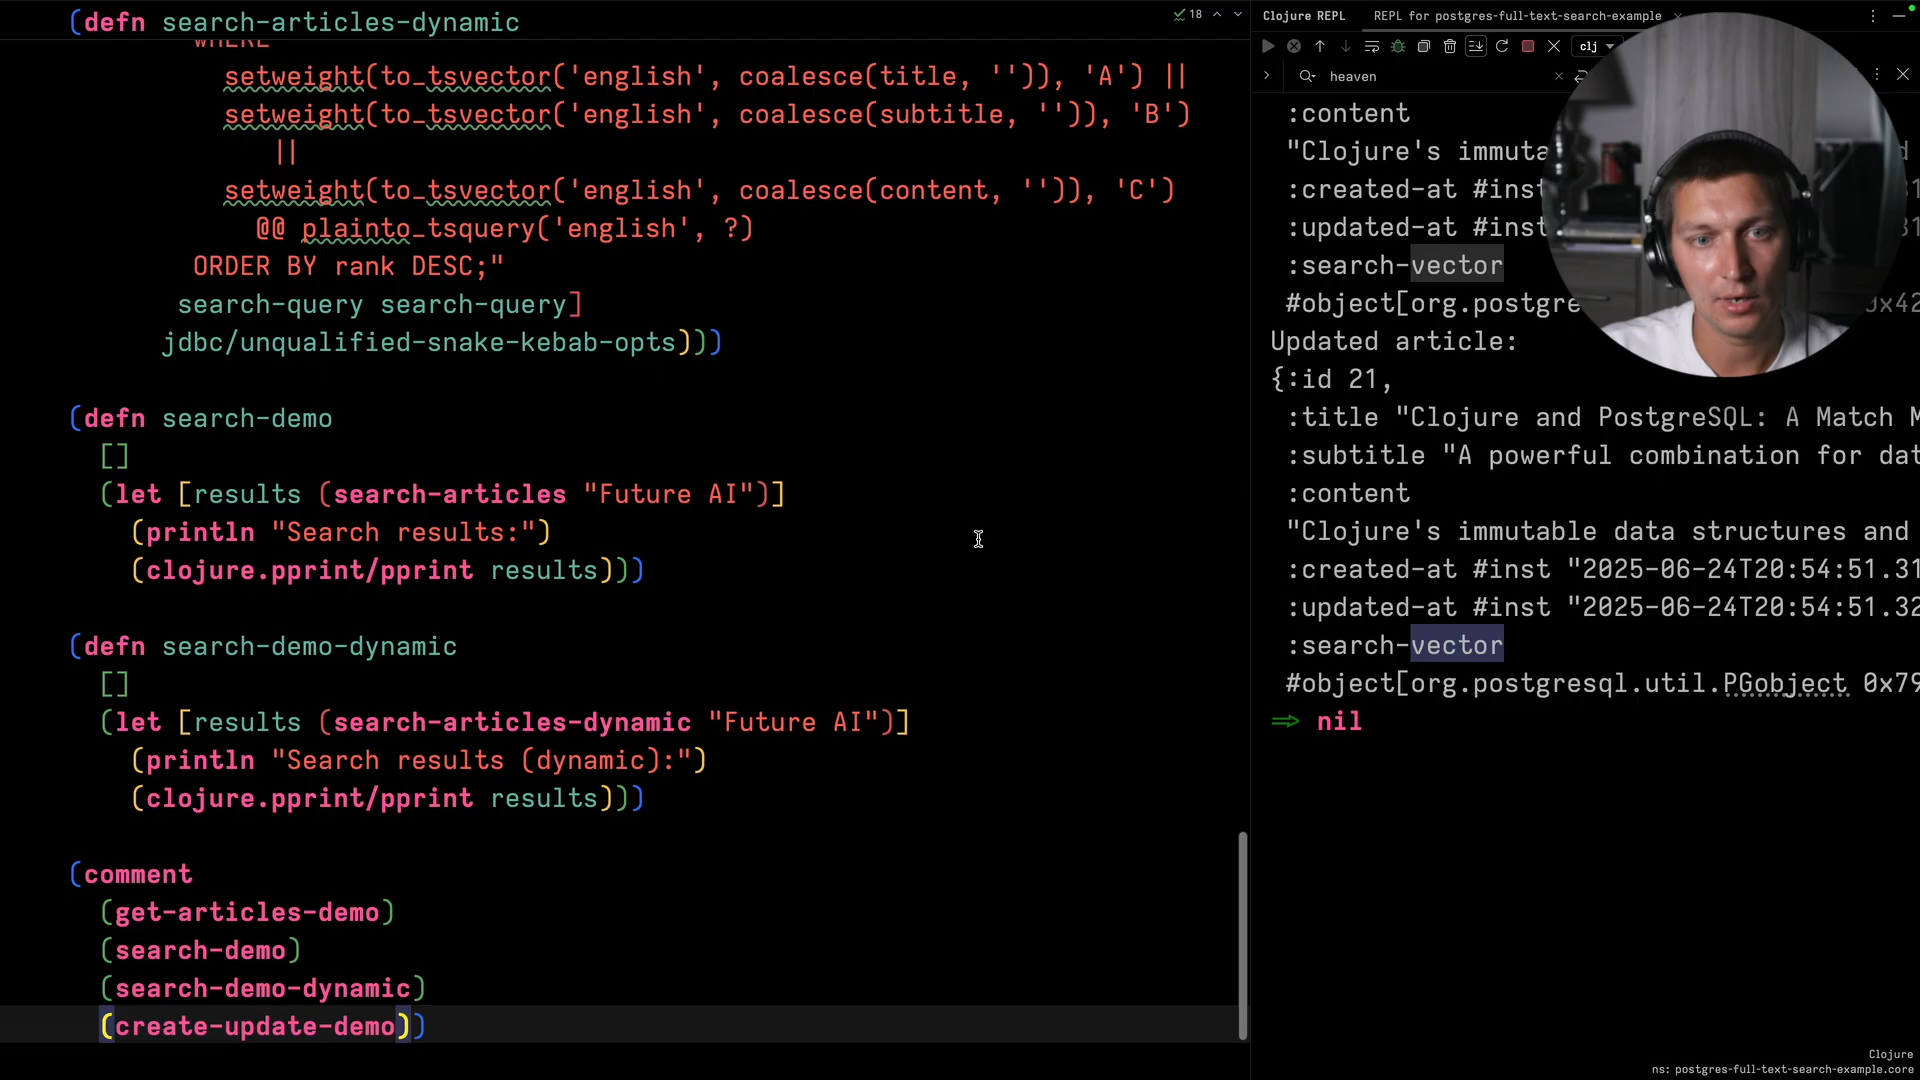 (defn search-articles-dynamic
18
WHERE
setweight(to_tsvector('english', coalesce(title, '')), 'A') ||
setweight(to_tsvector('english', coalesce(subtitle, '')), 'B')
||
setweight(to_tsvector('english', coalesce(content, '')), 'C')
@@ plainto_tsquery('english', ?)
ORDER BY rank DESC;"
search-query search-query]
jdbc/unqualified-snake-kebab-opts)))
(defn search-demo
[]
(let [results (search-articles "Future AI")]
(println "Search results:")
(clojure.pprint/pprint results)))
(defn search-demo-dynamic
[]
(let [results (search-articles-dynamic "Future AI")]
(println "Search results (dynamic):")
(clojure.pprint/pprint results)))
(comment
(get-articles-demo)
(search-demo)
(search-demo-dynamic)
(create-update-demo))
Clojure REPL
REPL for postgres-full-text-search-example
clj
heaven
:content
"Clojure's immuta
:created-at #inst
:updated-at #inst
:search-vector
#object[org.postgre 0x42
Updated article:
{:id 21,
:title "Clojure and PostgreSQL: A Match M
:subtitle "A powerful combination for dat
:content
"Clojure's immutable data structures and
:created-at #inst "2025-06-24T20:54:51.31
:updated-at #inst "2025-06-24T20:54:51.32
:search-vector
#object[org.postgresql.util.PGobject 0x79
=> nil
Clojure
ns: postgres-full-text-search-example.core